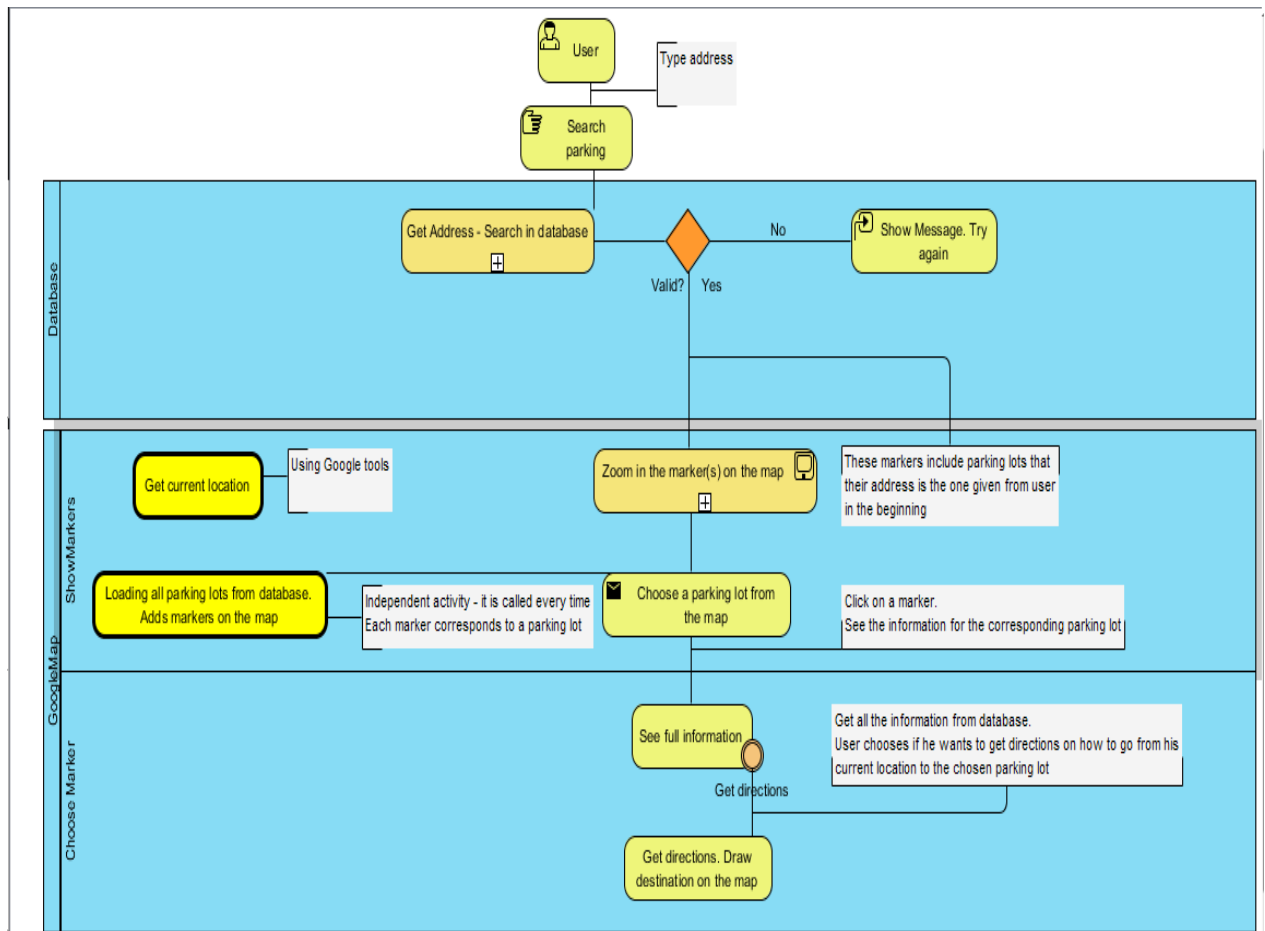 User
Type address
Search
parking
Database
Get Address - Search in database
No
Show Message. Try
again
Valid?
Yes
GoogleMap
ShowMarkers
Get current location
Using Google tools
Zoom in the marker(s) on the map
These markers include parking lots that
their address is the one given from user
in the beginning
Loading all parking lots from database.
Adds markers on the map
Independent activity - it is called every time
Each marker corresponds to a parking lot
Choose a parking lot from
the map
Click on a marker.
See the information for the corresponding parking lot
Choose Marker
See full information
Get directions
Get all the information from database.
User chooses if he wants to get directions on how to go from his
current location to the chosen parking lot
Get directions. Draw
destination on the map